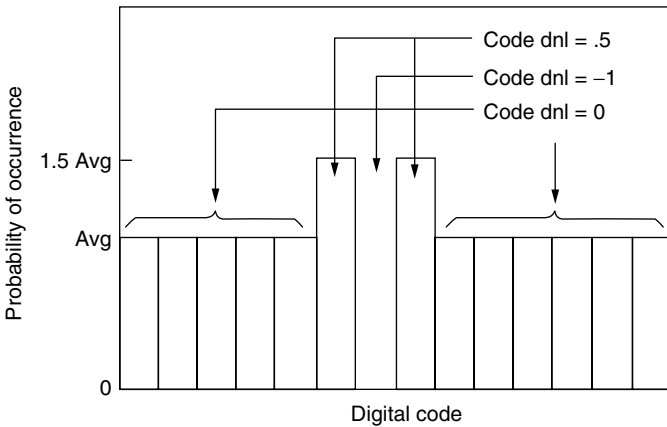 Code dnl = .5
Code dnl = –1
Code dnl = 0
1.5 Avg
Avg
0
Probability of occurrence
Digital code